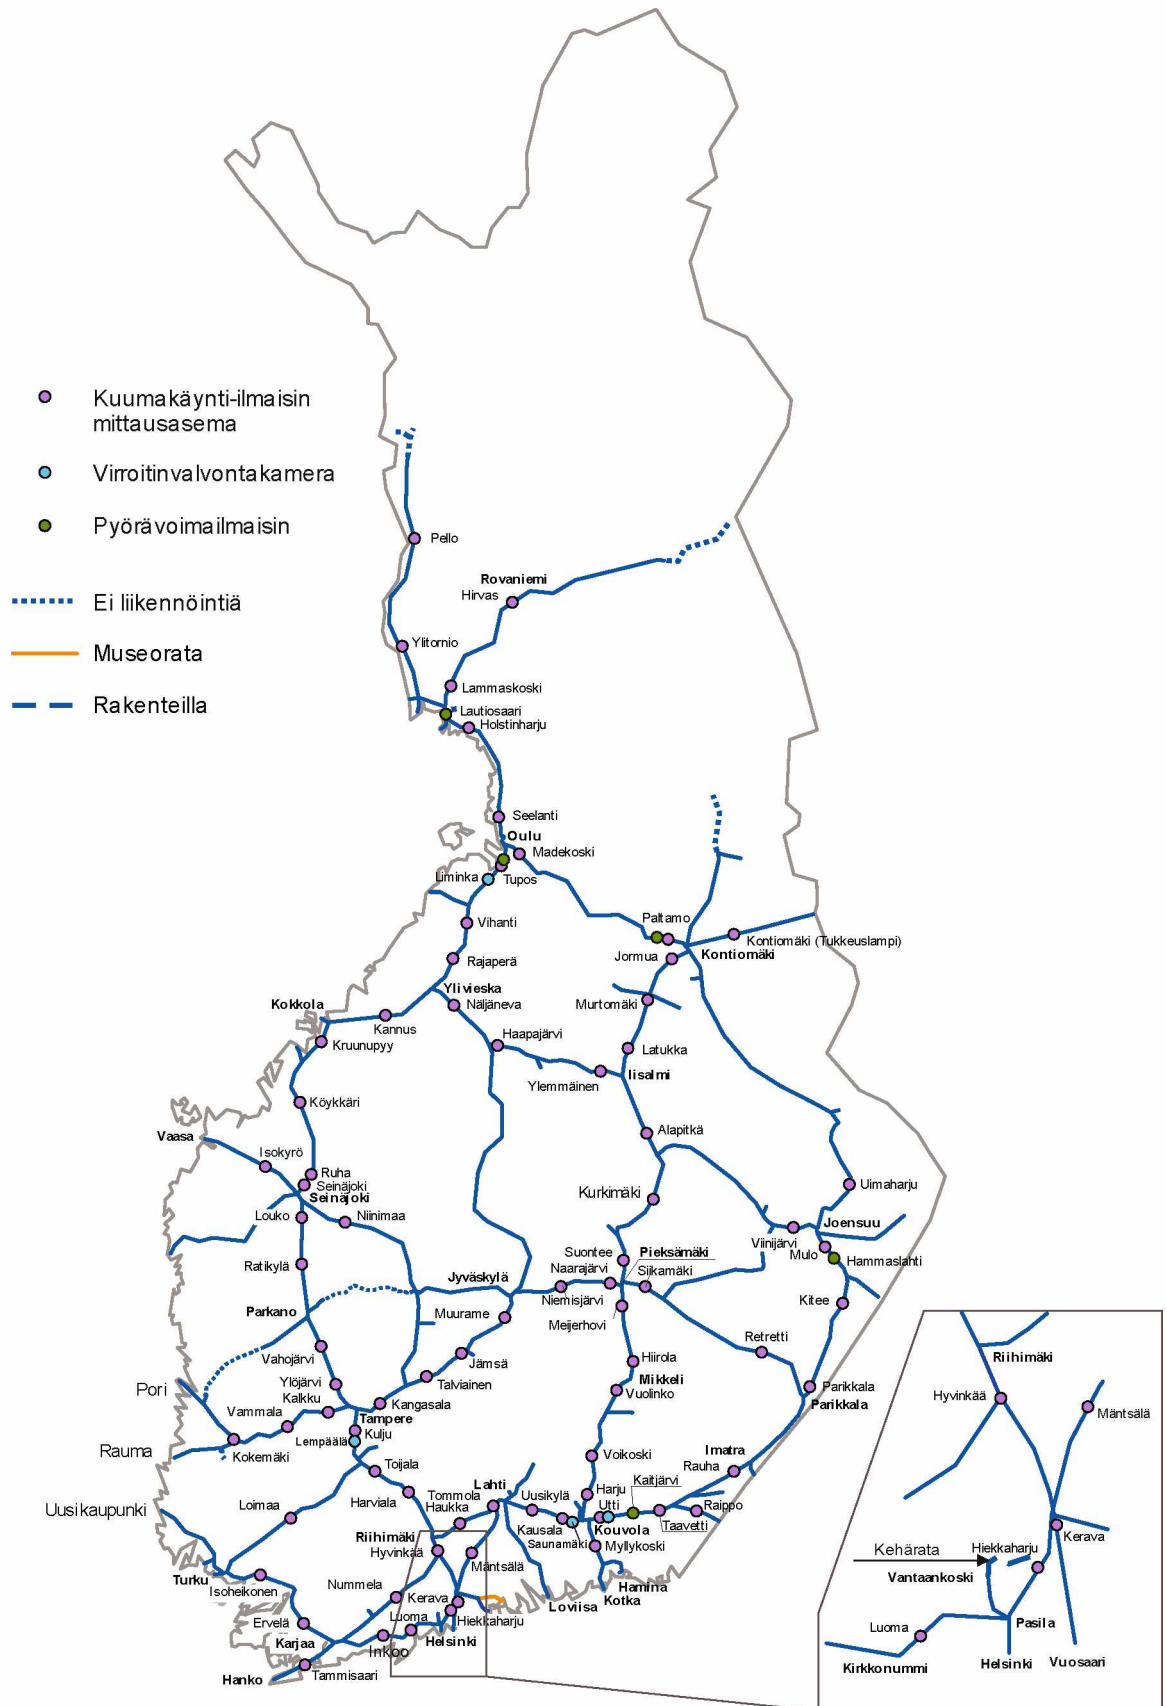 Kuumakäynti-ilmaisin
mittausasema
Virroitinvalvontakamera
Pyörävoimailmaisin
Ei liikennöintiä
Museorata
Rakenteilla
Pello
Rovaniemi
Hirvas
Ylitornio
Lammaskoski
Lautiosaari
Holstinharju
Seelanti
Oulu
Madekoski
Liminka
Tupos
Vihanti
Paltamo
Kontiomäki (Tukkeuslampi)
Kontiomäki
Jormua
Rajaperä
Ylivieska
Näljäneva
Murtomäki
Kokkola
Kannus
Kruunupyy
Haapajärvi
Latukka
Ylemmäinen
Iisalmi
Köykkäri
Alapitkä
Vaasa
Isokyrö
Ruha
Seinäjoki
Seinäjoki
Kurkimäki
Uimaharju
Louko
Niinimaa
Joensuu
Viinijärvi
Mulo
Hammaslahti
Suontee
Pieksämäki
Naarajärvi
Siikamäki
Ratikylä
Jyväskylä
Niemisjärvi
Kitee
Parkano
Muurame
Meijerhovi
Retretti
Vahojärvi
Jämsä
Hiirola
Mikkeli
Vuolinko
Ylöjärvi
Talviainen
Parikkala
Parikkala
Pori
Kalkku
Kangasala
Vammala
Tampere
Kulju
Lempäälä
Rauma
Kokemäki
Voikoski
Imatra
Rauha
Toijala
Kaitjärvi
Lahti
Harju
Harviala
Tommola
Haukka
Uusikylä
Utti
Raippo
Uusikaupunki
Loimaa
Kausala
Kouvola
Taavetti
Saunamäki
Myllykoski
Riihimäki
Hyvinkää
Mäntsälä
Turku
Isoheikonen
Nummela
Kerava
Hamina
Kotka
Loviisa
Ervelä
Luoma
Hiekkaharju
Karjaa
Inkoo
Helsinki
Hanko
Tammisaari
Riihimäki
Hyvinkää
Mäntsälä
Kerava
Kehärata
Hiekkaharju
Vantaankoski
Luoma
Pasila
Kirkkonummi
Helsinki
Vuosaari